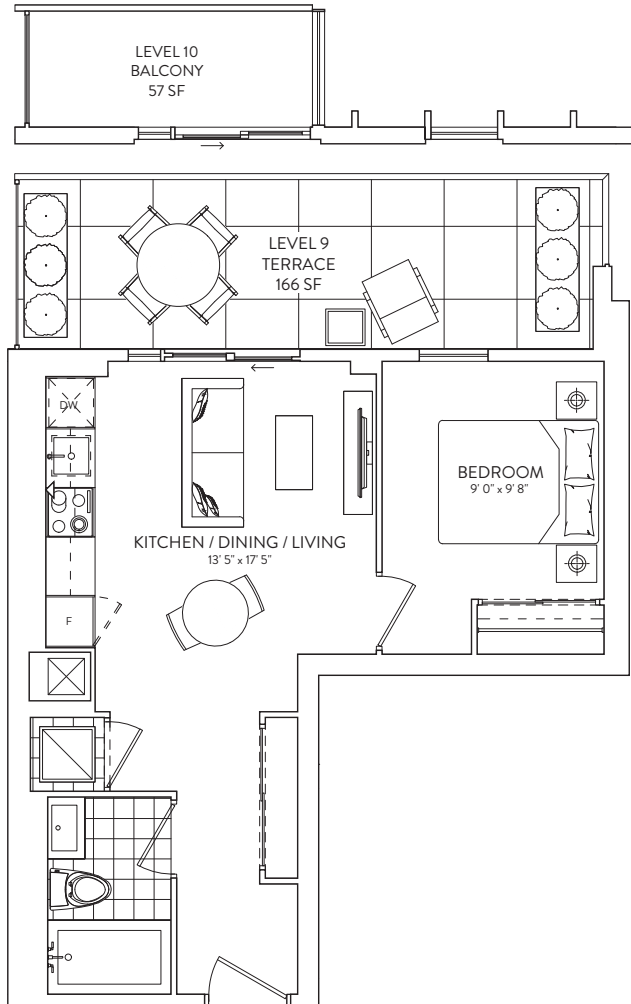 LEVEL 10
BALCONY
57 SF
LEVEL 9
TERRACE
166 SF
DW
BEDROOM
9' 0" x 9' 8"
KITCHEN / DINING / LIVING
13' 5" x 17' 5"
F